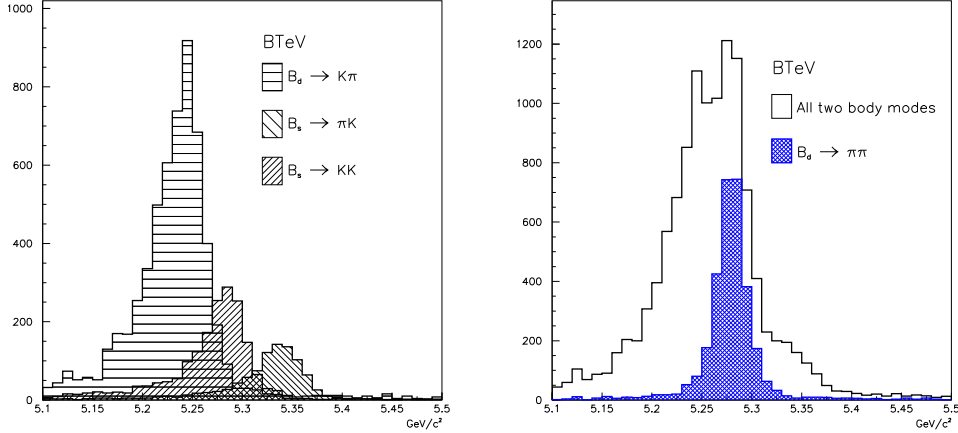 1000
800
600
400
200
0
BTeV
B_d → Kπ
B_s → πK
B_s → KK
5.1 5.15 5.2 5.25 5.3 5.35 5.4 5.45 5.5
GeV/c²
1200
1000
800
600
400
200
0
BTeV
All two body modes
B_d → ππ
5.1 5.15 5.2 5.25 5.3 5.35 5.4 5.45 5.5
GeV/c²